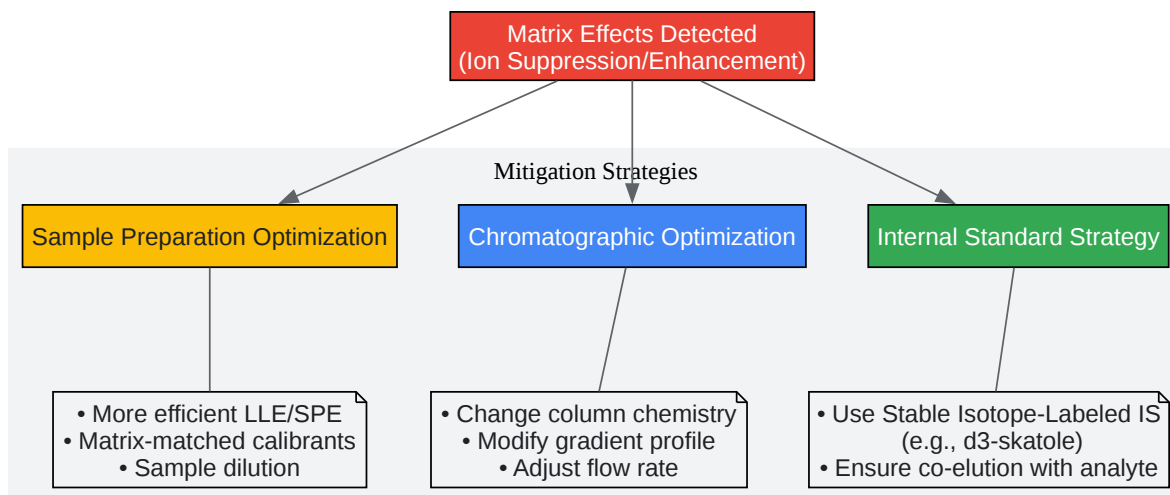 Matrix Effects Detected
(Ion Suppression/Enhancement)
Mitigation Strategies
Sample Preparation Optimization
Chromatographic Optimization
Internal Standard Strategy
• More efficient LLE/SPE
• Matrix-matched calibrants
• Sample dilution
• Change column chemistry
• Modify gradient profile
• Adjust flow rate
• Use Stable Isotope-Labeled IS
(e.g., d3-skatole)
• Ensure co-elution with analyte